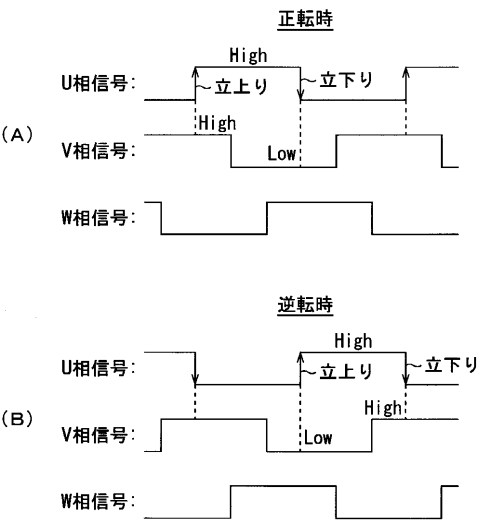 正転時
High
U相信号:
立上り
立下り
(A)
High
V相信号:
Low
W相信号:
逆転時
High
U相信号:
立上り
立下り
(B)
High
V相信号:
Low
W相信号: